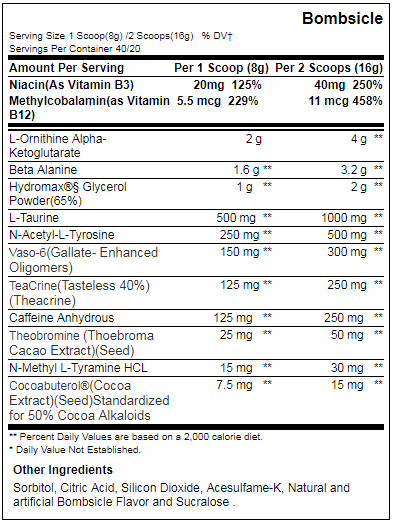 Bombsicle
Serving Size 1 Scoop(8g) /2 Scoops(16g) % DV†
Servings Per Container 40/20
Amount Per Serving Per 1 Scoop (8g) Per 2 Scoops (16g)
Niacin(As Vitamin B3) 20mg 125% 40mg 250%
Methylcobalamin(as Vitamin 5.5 mcg 229% 11 mcg 458%
B12)
L-Ornithine Alpha- 2 g 4 g **
Ketoglutarate
Beta Alanine 1.6 g ** 3.2 g **
Hydromax®§ Glycerol 1 g ** 2 g **
Powder(65%)
L-Taurine 500 mg ** 1000 mg **
N-Acetyl-L-Tyrosine 250 mg ** 500 mg **
Vaso-6(Gallate- Enhanced 150 mg ** 300 mg **
Oligomers)
TeaCrine(Tasteless 40%) 125 mg ** 250 mg **
(Theacrine)
Caffeine Anhydrous 125 mg ** 250 mg **
Theobromine (Thoebroma 25 mg ** 50 mg **
Cacao Extract)(Seed)
N-Methyl L-Tyramine HCL 15 mg ** 30 mg **
Cocoabuterol®(Cocoa 7.5 mg ** 15 mg **
Extract)(Seed)Standardized
for 50% Cocoa Alkaloids
** Percent Daily Values are based on a 2,000 calorie diet.
* Daily Value Not Established.
Other Ingredients
Sorbitol, Citric Acid, Silicon Dioxide, Acesulfame-K, Natural and
artificial Bombsicle Flavor and Sucralose .